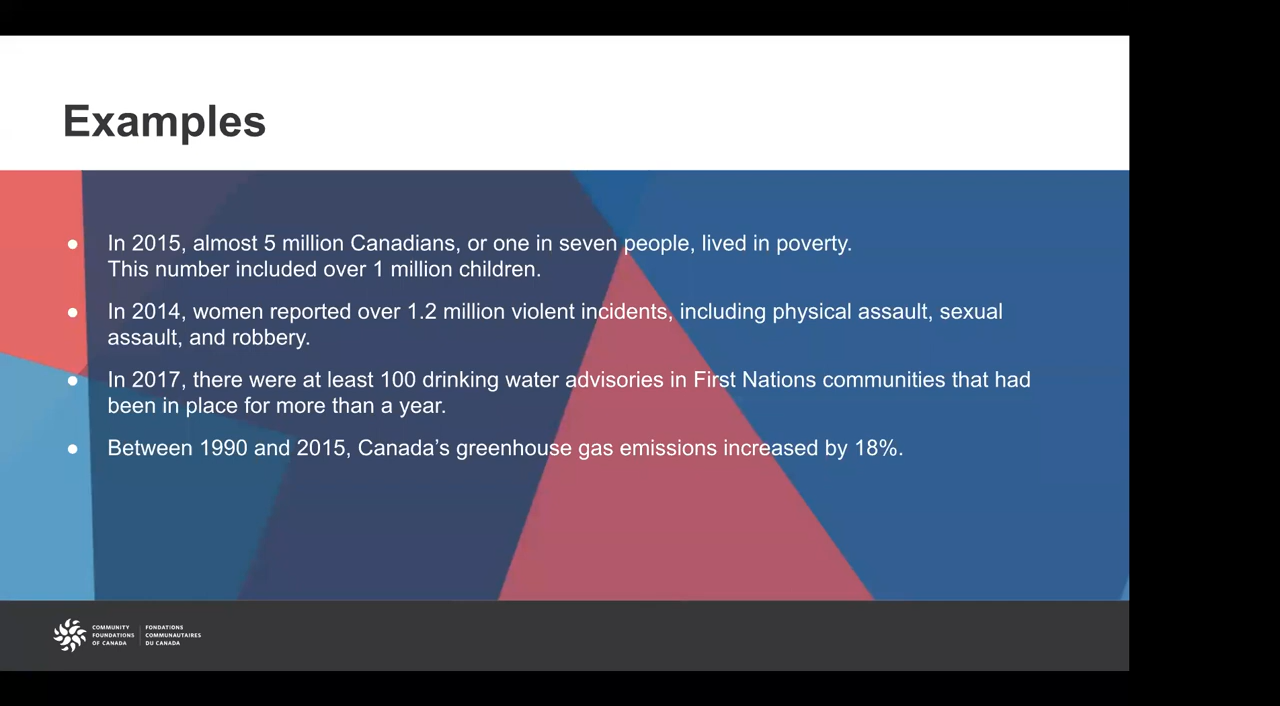 Examples
● In 2015, almost 5 million Canadians, or one in seven people, lived in poverty.
This number included over 1 million children.
● In 2014, women reported over 1.2 million violent incidents, including physical assault, sexual
assault, and robbery.
● In 2017, there were at least 100 drinking water advisories in First Nations communities that had
been in place for more than a year.
● Between 1990 and 2015, Canada’s greenhouse gas emissions increased by 18%.
COMMUNITY
FOUNDATIONS
OF CANADA
FONDATIONS
COMMUNAUTAIRES
DU CANADA